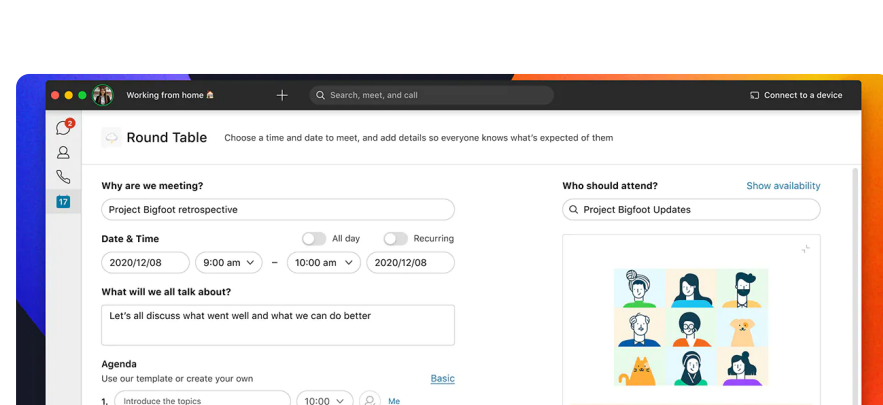 Working from home
Search, meet, and call
Connect to a device
2
17
Round Table
Choose a time and date to meet, and add details so everyone knows what's expected of them
Why are we meeting?
Project Bigfoot retrospective
Date & Time
All day
Recurring
2020/12/08
9:00 am
–
10:00 am
2020/12/08
What will we all talk about?
Let's all discuss what went well and what we can do better
Agenda
Use our template or create your own
Basic
1.
Introduce the topics
10:00
Me
Who should attend?
Show availability
Project Bigfoot Updates